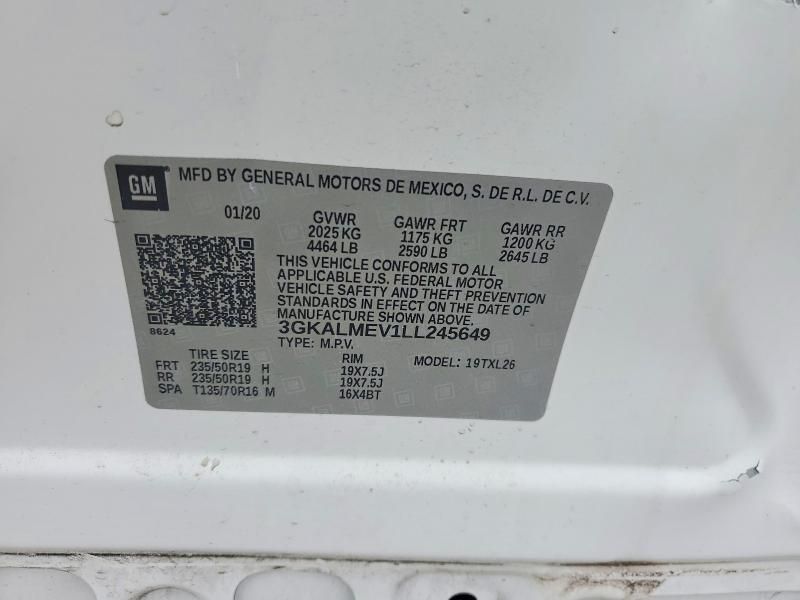 GM MFD BY GENERAL MOTORS DE MEXICO, S. DE R.L. DE C.V.
01/20 GVWR GAWR FRT GAWR RR
2025 KG 1175 KG 1200 KG
4464 LB 2590 LB 2645 LB
THIS VEHICLE CONFORMS TO ALL
APPLICABLE U.S. FEDERAL MOTOR
VEHICLE SAFETY AND THEFT PREVENTION
STANDARDS IN EFFECT ON THE DATE OF
MANUFACTURE SHOWN ABOVE.
8624 3GKALMEV1LL245649
TYPE: M.P.V. MODEL: 19TXL26
TIRE SIZE RIM
FRT 235/50R19 H 19X7.5J
RR 235/50R19 H 19X7.5J
SPA T135/70R16 M 16X4BT